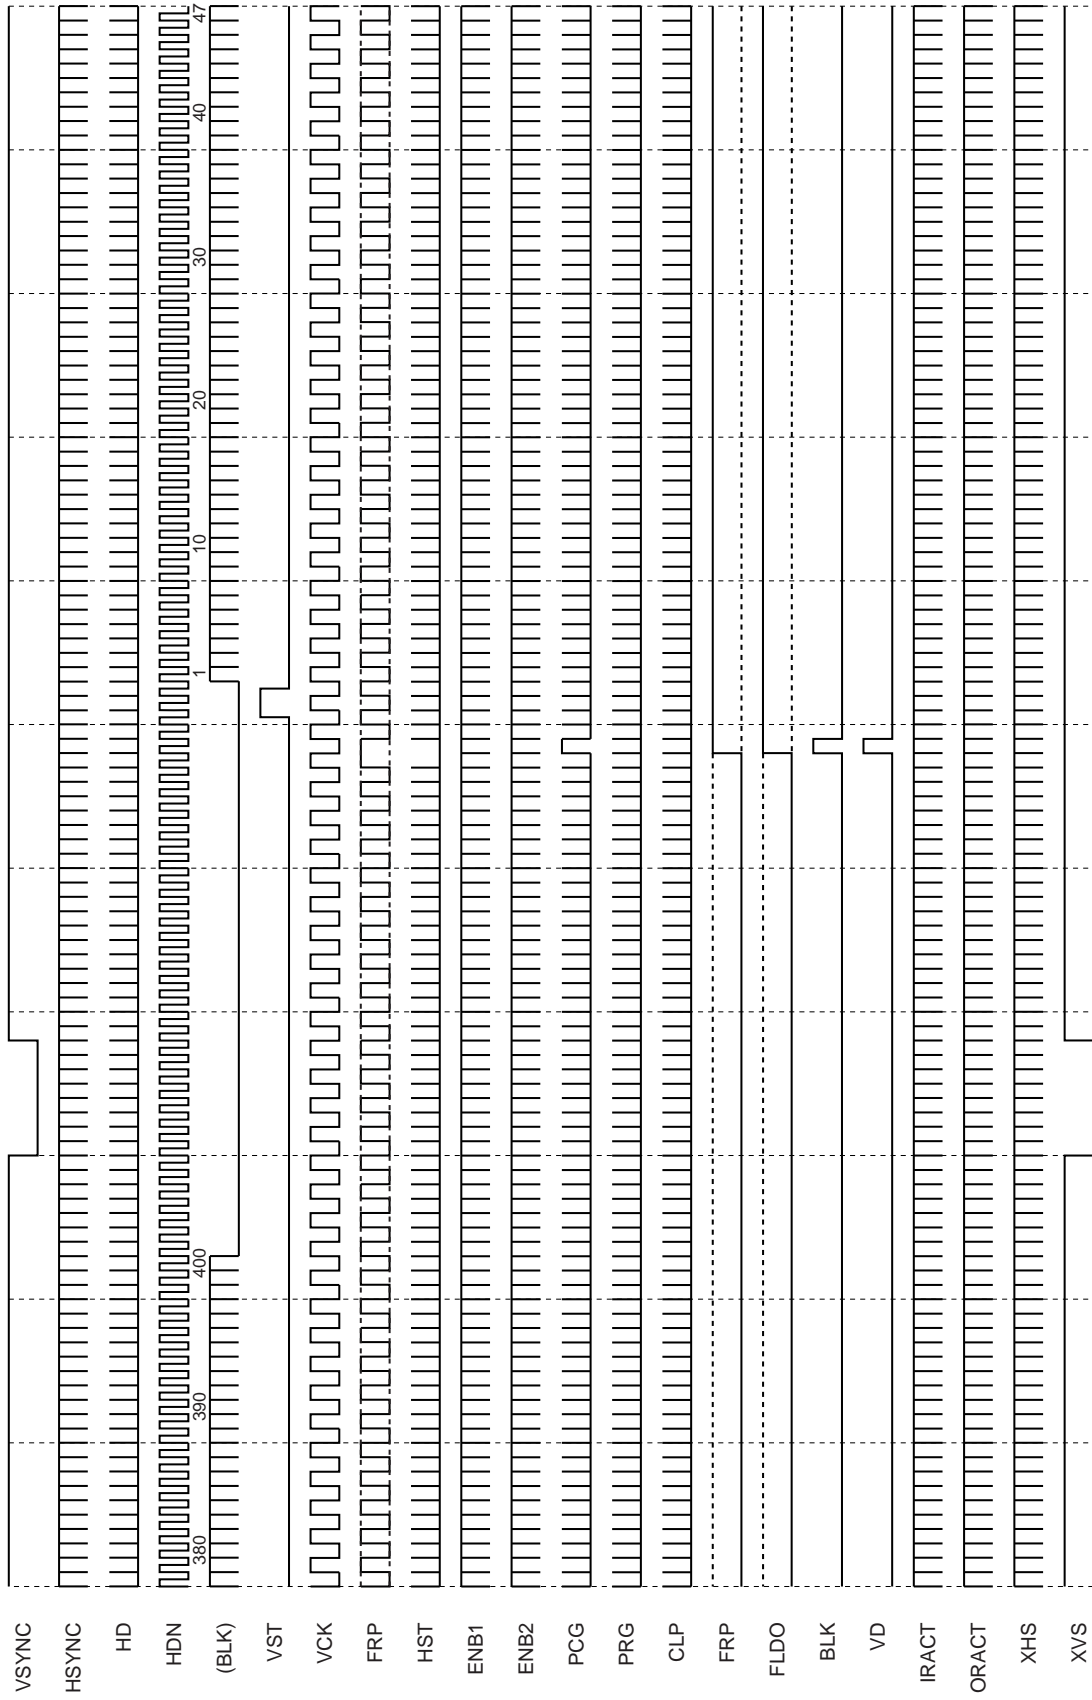 VSYNC
HSYNC
HD
HDN
(BLK)
380
390
400
1
10
20
30
40
47
VST
VCK
FRP
HST
ENB1
ENB2
PCG
PRG
CLP
FRP
FLDO
BLK
VD
IRACT
ORACT
XHS
XVS